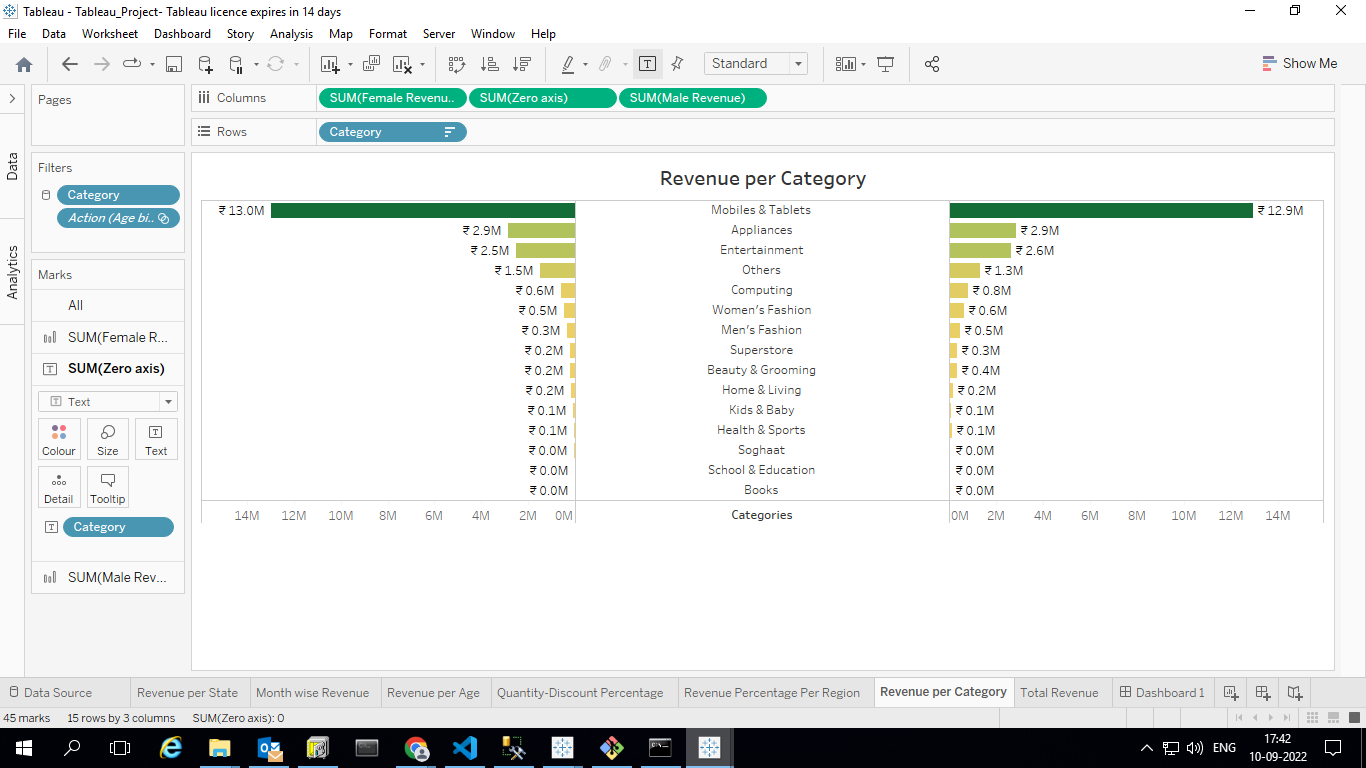 Tableau - Tableau_Project- Tableau licence expires in 14 days
File Data Worksheet Dashboard Story Analysis Map Format Server Window Help
Standard Show Me
Pages
Columns SUM(Female Revenu.. SUM(Zero axis) SUM(Male Revenue)
Rows Category
Data
Analytics
Filters
Category
Action (Age bi..
Marks
All
SUM(Female R...
SUM(Zero axis)
Text
Colour Size Text
Detail Tooltip
Category
SUM(Male Rev...
Revenue per Category
₹ 13.0M Mobiles & Tablets ₹ 12.9M
₹ 2.9M Appliances ₹ 2.9M
₹ 2.5M Entertainment ₹ 2.6M
₹ 1.5M Others ₹ 1.3M
₹ 0.6M Computing ₹ 0.8M
₹ 0.5M Women's Fashion ₹ 0.6M
₹ 0.3M Men's Fashion ₹ 0.5M
₹ 0.2M Superstore ₹ 0.3M
₹ 0.2M Beauty & Grooming ₹ 0.4M
₹ 0.2M Home & Living ₹ 0.2M
₹ 0.1M Kids & Baby ₹ 0.1M
₹ 0.1M Health & Sports ₹ 0.1M
₹ 0.0M Soghaat ₹ 0.0M
₹ 0.0M School & Education ₹ 0.0M
₹ 0.0M Books ₹ 0.0M
14M 12M 10M 8M 6M 4M 2M 0M Categories 0M 2M 4M 6M 8M 10M 12M 14M
Data Source Revenue per State Month wise Revenue Revenue per Age Quantity-Discount Percentage Revenue Percentage Per Region Revenue per Category Total Revenue Dashboard 1
45 marks 15 rows by 3 columns SUM(Zero axis): 0
ENG 17:42
10-09-2022